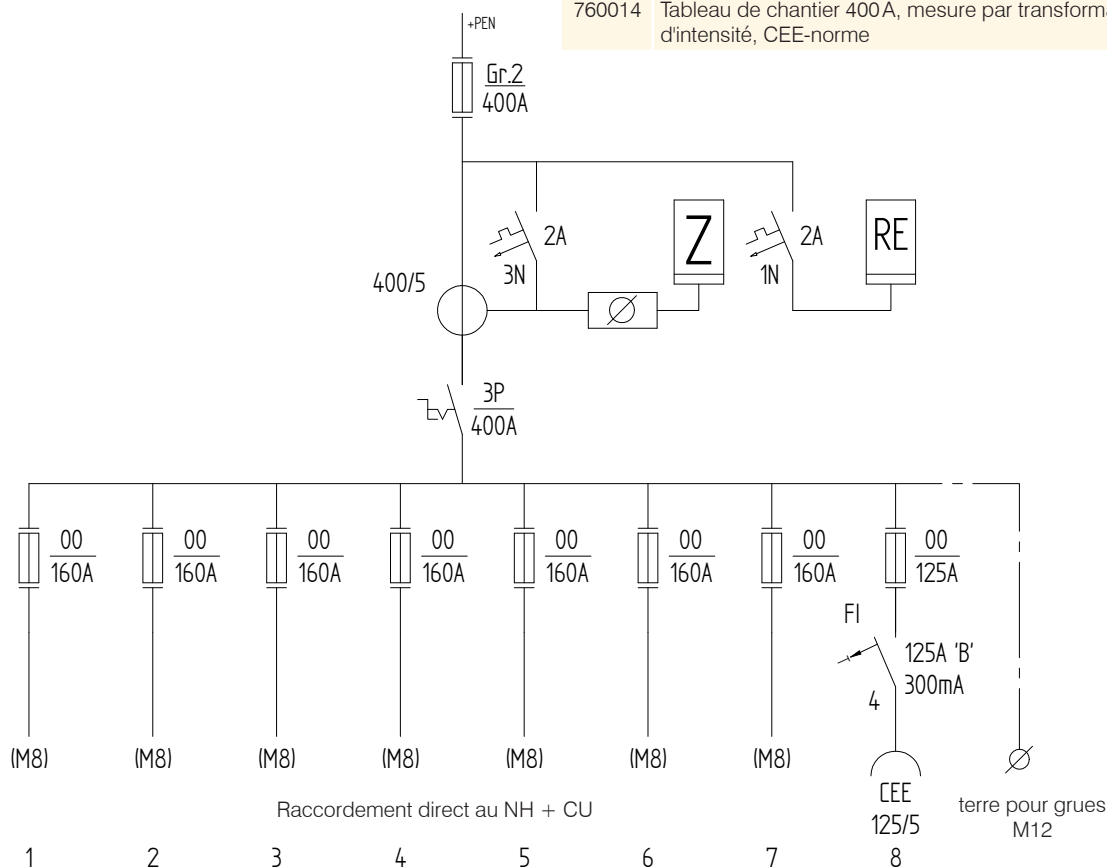 760014 Tableau de chantier 400A, mesure par
d'intensité, CEE-norme
+PEN
Gr.2
400A
2A
3N
Z
2A
1N
RE
400/5
3P
400A
00 00 00 00 00 00 00 00
160A 160A 160A 160A 160A 160A 160A 125A
FI
125A 'B'
300mA
4
(M8) (M8) (M8) (M8) (M8) (M8) (M8)
CEE
125/5
Raccordement direct au NH + CU
terre pour grues
M12
1 2 3 4 5 6 7 8